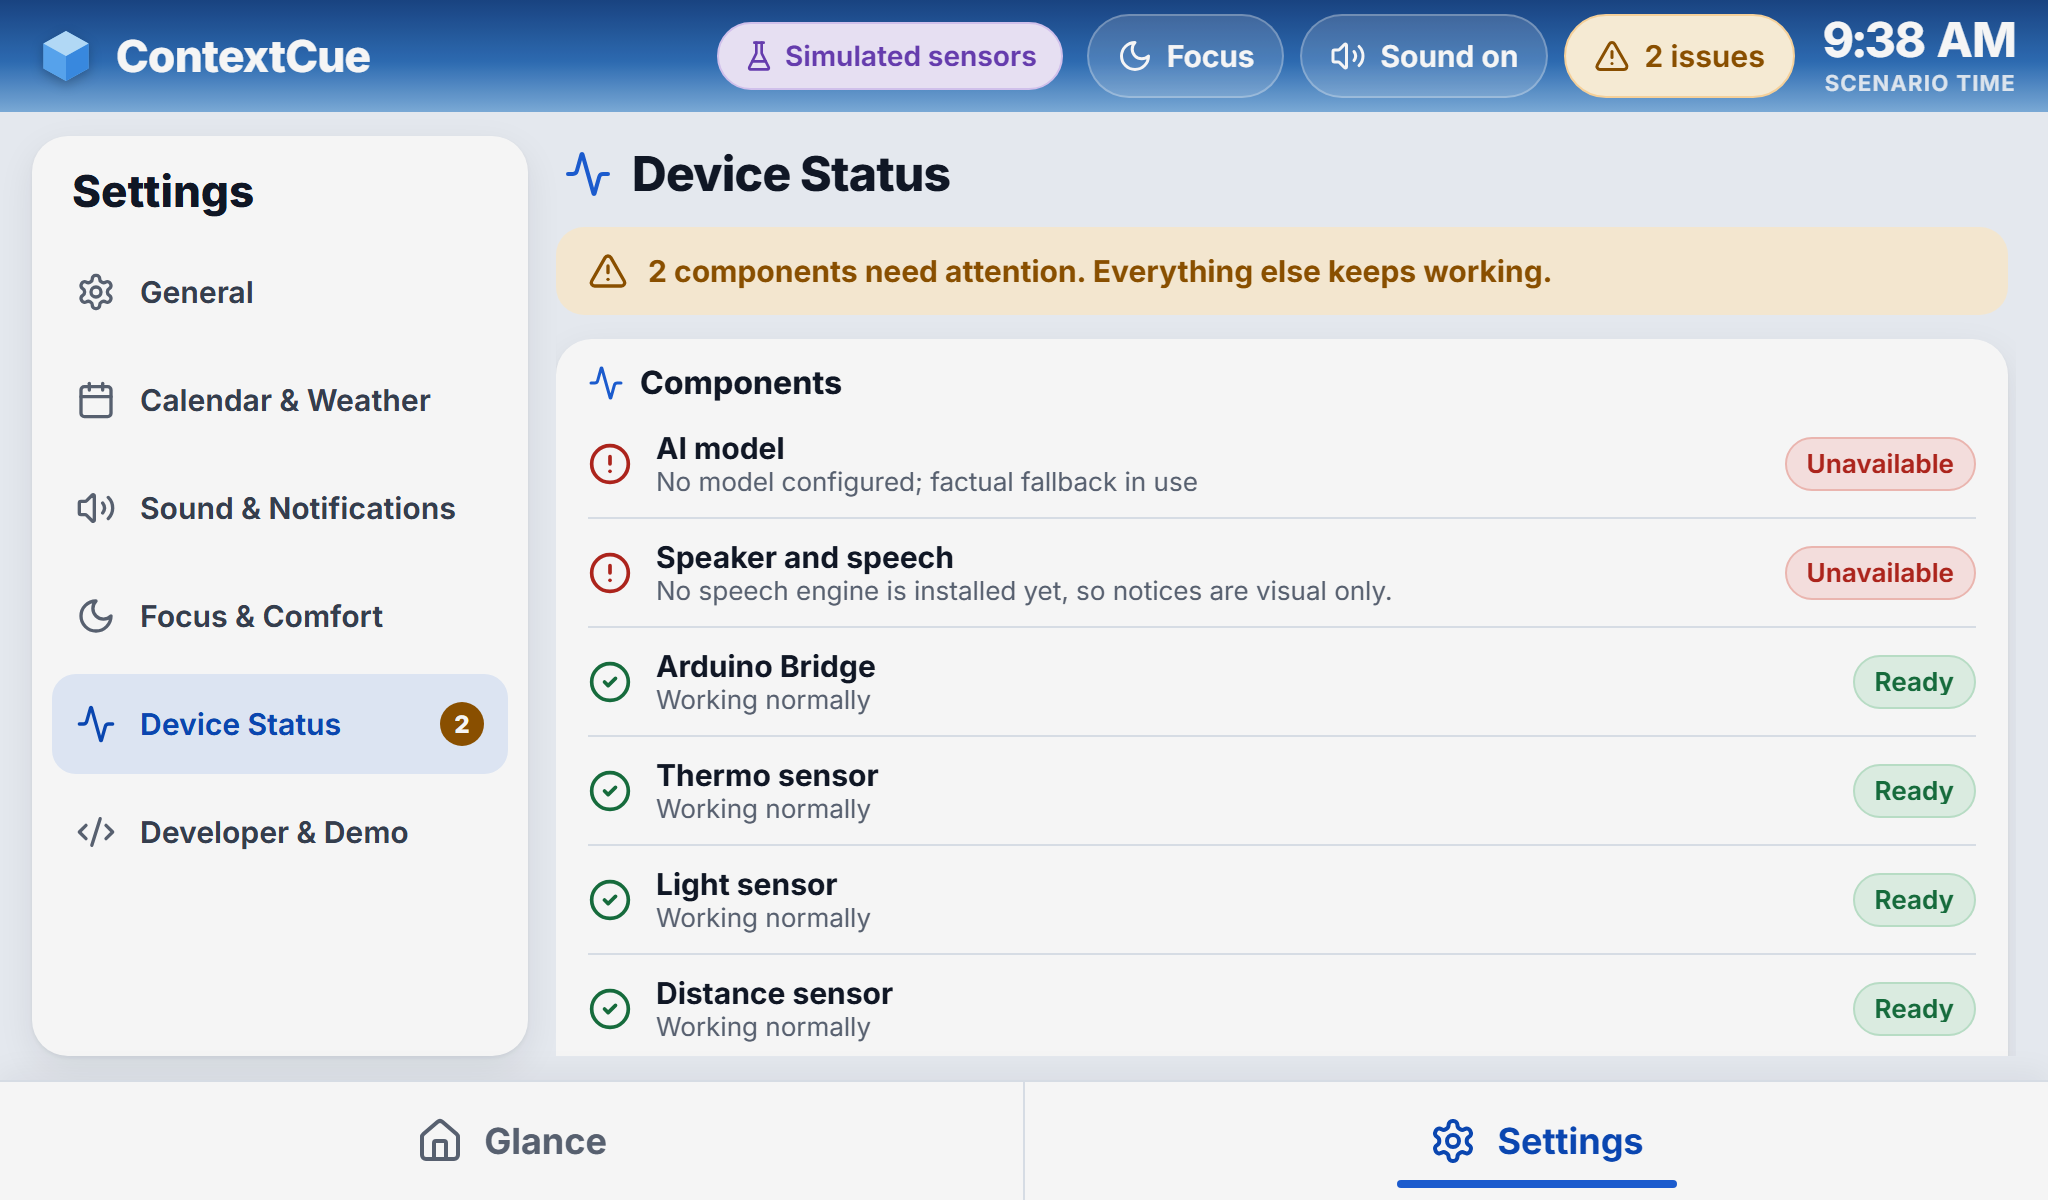 ContextCue
Simulated sensors
Focus
Sound on
2 issues
9:38 AM
SCENARIO TIME
Settings
General
Calendar & Weather
Sound & Notifications
Focus & Comfort
Device Status
2
Developer & Demo
Device Status
2 components need attention. Everything else keeps working.
Components
AI model
No model configured; factual fallback in use
Unavailable
Speaker and speech
No speech engine is installed yet, so notices are visual only.
Unavailable
Arduino Bridge
Working normally
Ready
Thermo sensor
Working normally
Ready
Light sensor
Working normally
Ready
Distance sensor
Working normally
Ready
Glance
Settings